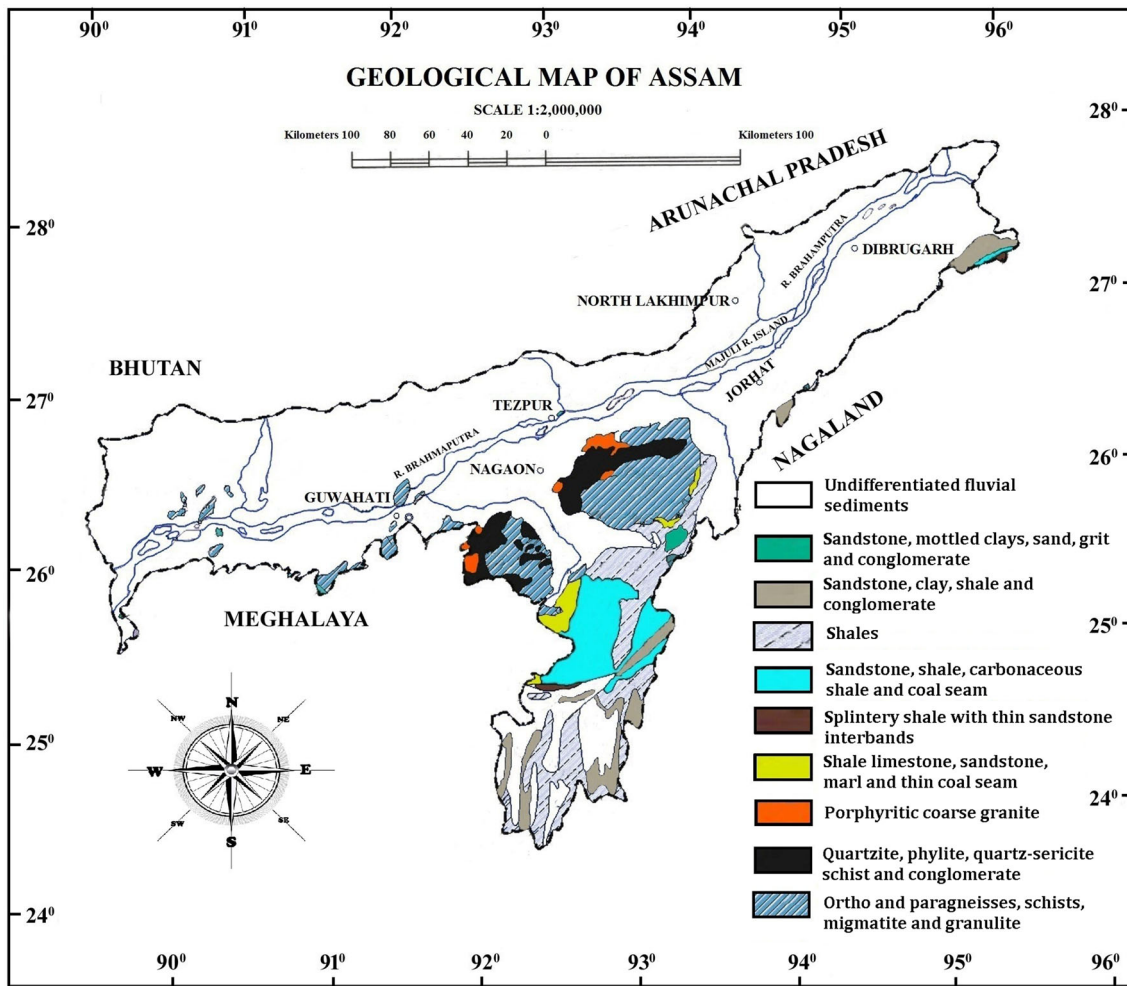 90⁰ 91⁰ 92⁰ 93⁰ 94⁰ 95⁰ 96⁰
GEOLOGICAL MAP OF ASSAM
SCALE 1:2,000,000
Kilometers 100 80 60 40 20 0 Kilometers 100
28⁰
ARUNACHAL PRADESH
28⁰
R. BRAHAMPUTRA
DIBRUGARH
27⁰
NORTH LAKHIMPUR
MAJULI R. ISLAND
BHUTAN
JORHAT
27⁰
TEZPUR
NAGALAND
R. BRAHMAPUTRA
26⁰
NAGAON
26⁰
GUWAHATI
Undifferentiated fluvial
sediments
Sandstone, mottled clays, sand, grit
and conglomerate
26⁰
Sandstone, clay, shale and
conglomerate
MEGHALAYA
25⁰
Shales
Sandstone, shale, carbonaceous
shale and coal seam
N
NW NE
Splintery shale with thin sandstone
interbands
25⁰
W E
Shale limestone, sandstone,
marl and thin coal seam
24⁰
SW SE
S
Porphyritic coarse granite
Quartzite, phylite, quartz-sericite
schist and conglomerate
24⁰
Ortho and paragneisses, schists,
migmatite and granulite
90⁰ 91⁰ 92⁰ 93⁰ 94⁰ 95⁰ 96⁰